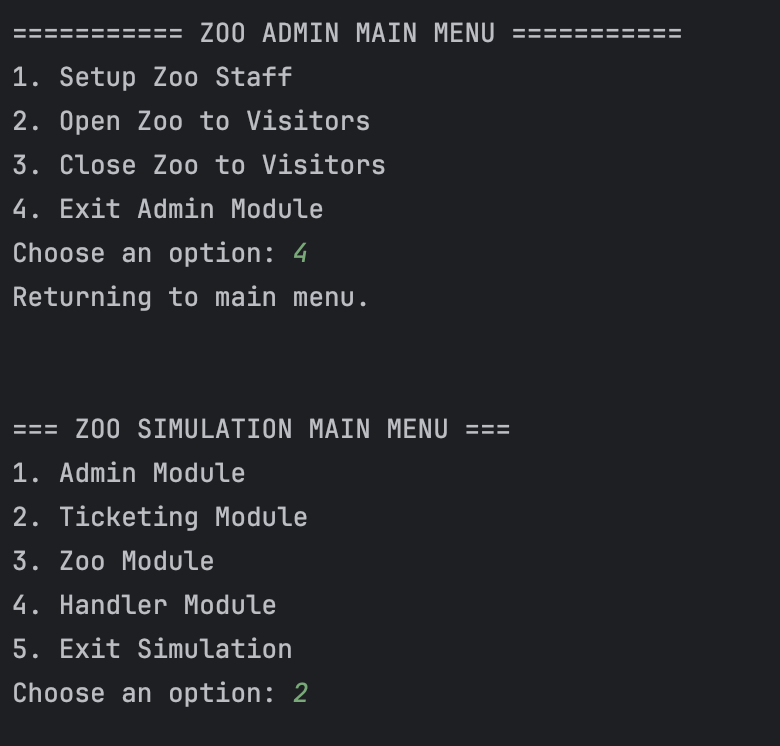 =========== ZOO ADMIN MAIN MENU ===========
1. Setup Zoo Staff
2. Open Zoo to Visitors
3. Close Zoo to Visitors
4. Exit Admin Module
Choose an option: 4
Returning to main menu.
=== ZOO SIMULATION MAIN MENU ===
1. Admin Module
2. Ticketing Module
3. Zoo Module
4. Handler Module
5. Exit Simulation
Choose an option: 2